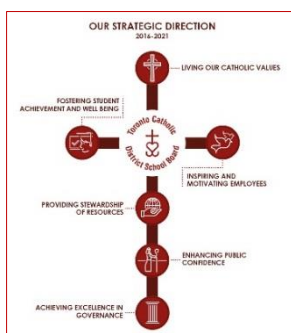 OUR STRATEGIC DIRECTION
2016-2021
LIVING OUR CATHOLIC VALUES
FOSTERING STUDENT
ACHIEVEMENT AND WELL BEING
Toronto Catholic
District School Board
INSPIRING AND
MOTIVATING EMPLOYEES
PROVIDING STEWARDSHIP
OF RESOURCES
ENHANCING PUBLIC
CONFIDENCE
ACHIEVING EXCELLENCE IN
GOVERNANCE